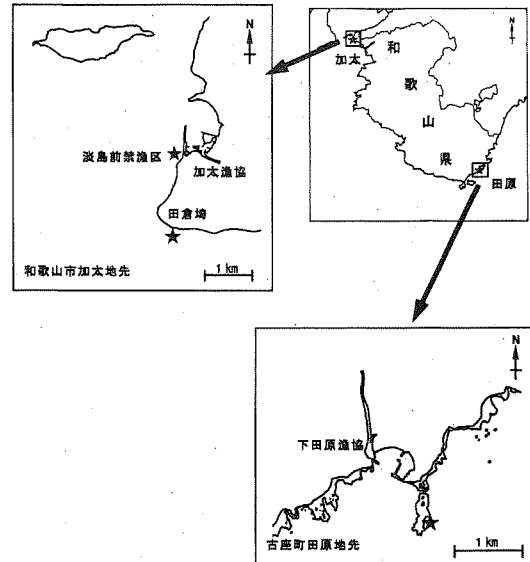 N
淡島前禁漁区
加太漁協
田倉埼
和歌山市加太地先
1 km
N
加太
和
歌
山
県
田原
N
下田原漁協
古座町田原地先
1 km